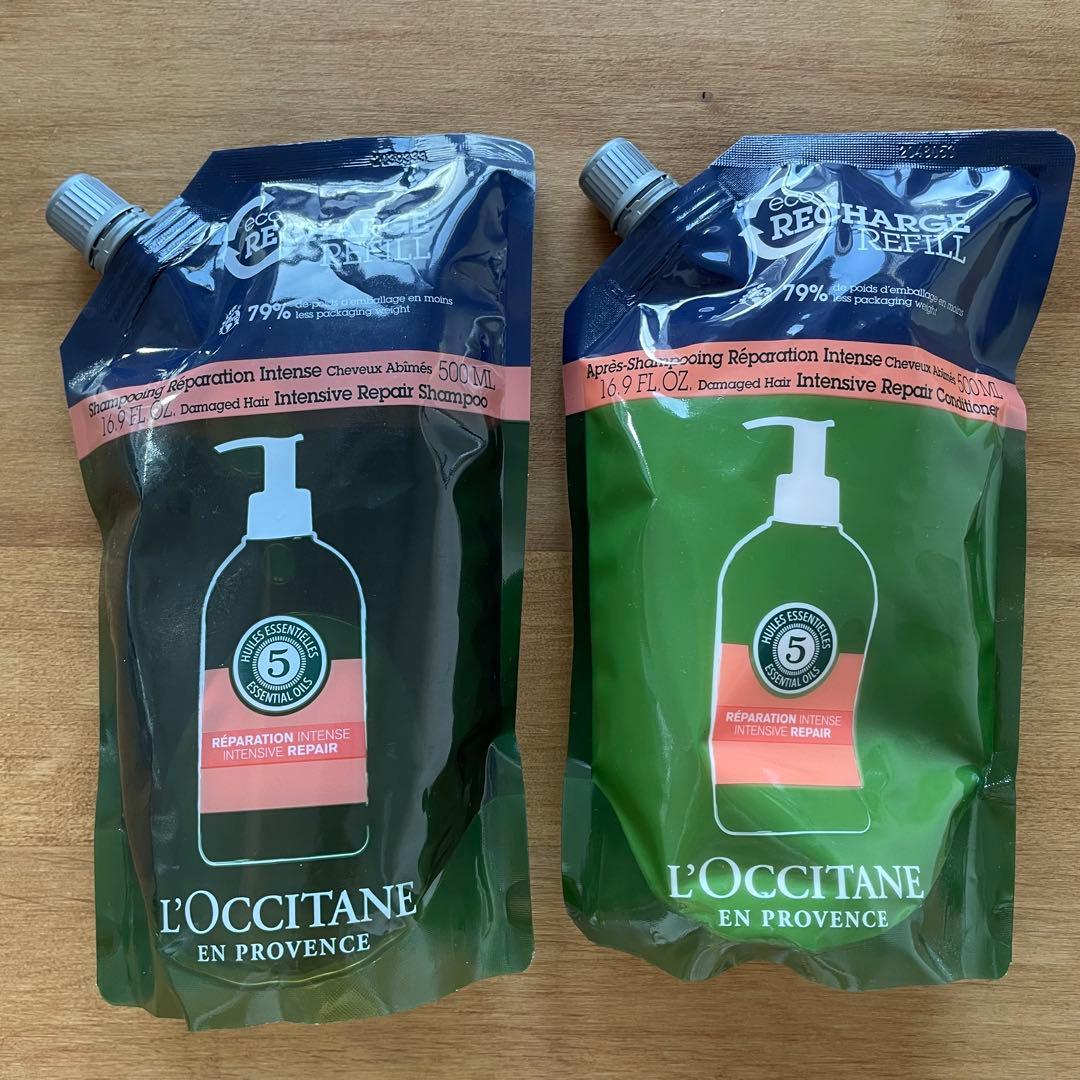 eco
RECHARGE
REFILL
79% de poids d'emballage en moins
less packaging weight
Shampooing Réparation Intense Cheveux Abîmés 500 ML
16.9 FL.OZ. Damaged Hair Intensive Repair Shampoo
HUILES ESSENTIELLES
5
ESSENTIAL OILS
RÉPARATION INTENSE
INTENSIVE REPAIR
L'OCCITANE
EN PROVENCE
eco
RECHARGE
REFILL
79% de poids d'emballage en moins
less packaging weight
Après-Shampooing Réparation Intense Cheveux Abîmés 500 ML
16.9 FL.OZ. Damaged Hair Intensive Repair Conditioner
HUILES ESSENTIELLES
5
ESSENTIAL OILS
RÉPARATION INTENSE
INTENSIVE REPAIR
L'OCCITANE
EN PROVENCE